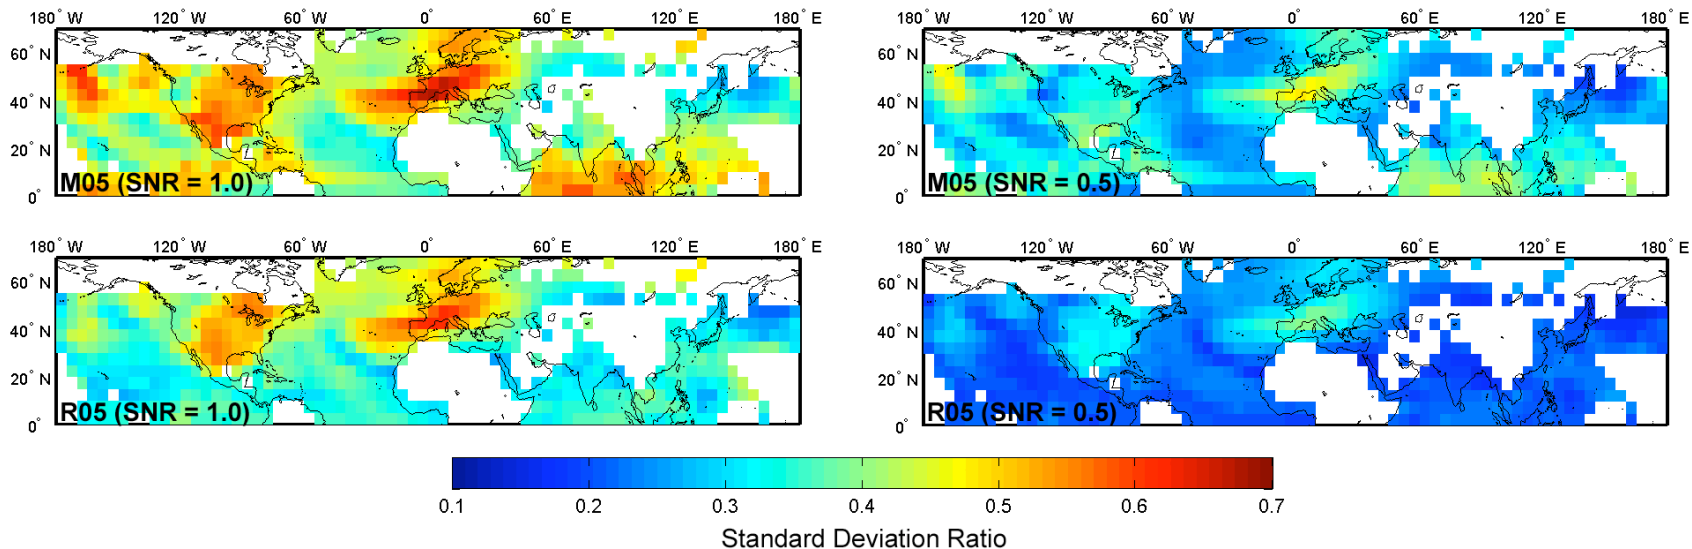 180° W 120° W 60° W 0° 60° E 120° E 180° E
60° N
40° N
20° N
0°
M05 (SNR = 1.0)
180° W 120° W 60° W 0° 60° E 120° E 180° E
60° N
40° N
20° N
0°
M05 (SNR = 0.5)
180° W 120° W 60° W 0° 60° E 120° E 180° E
60° N
40° N
20° N
0°
R05 (SNR = 1.0)
180° W 120° W 60° W 0° 60° E 120° E 180° E
60° N
40° N
20° N
0°
R05 (SNR = 0.5)
0.1 0.2 0.3 0.4 0.5 0.6 0.7
Standard Deviation Ratio